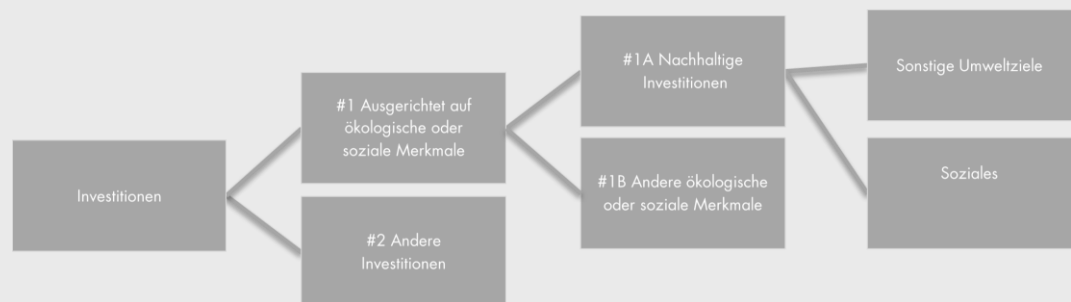 Investitionen
#1 Ausgerichtet auf
ökologische oder
soziale Merkmale
#2 Andere
Investitionen
#1A Nachhaltige
Investitionen
#1B Andere ökologische
oder soziale Merkmale
Sonstige Umweltziele
Soziales